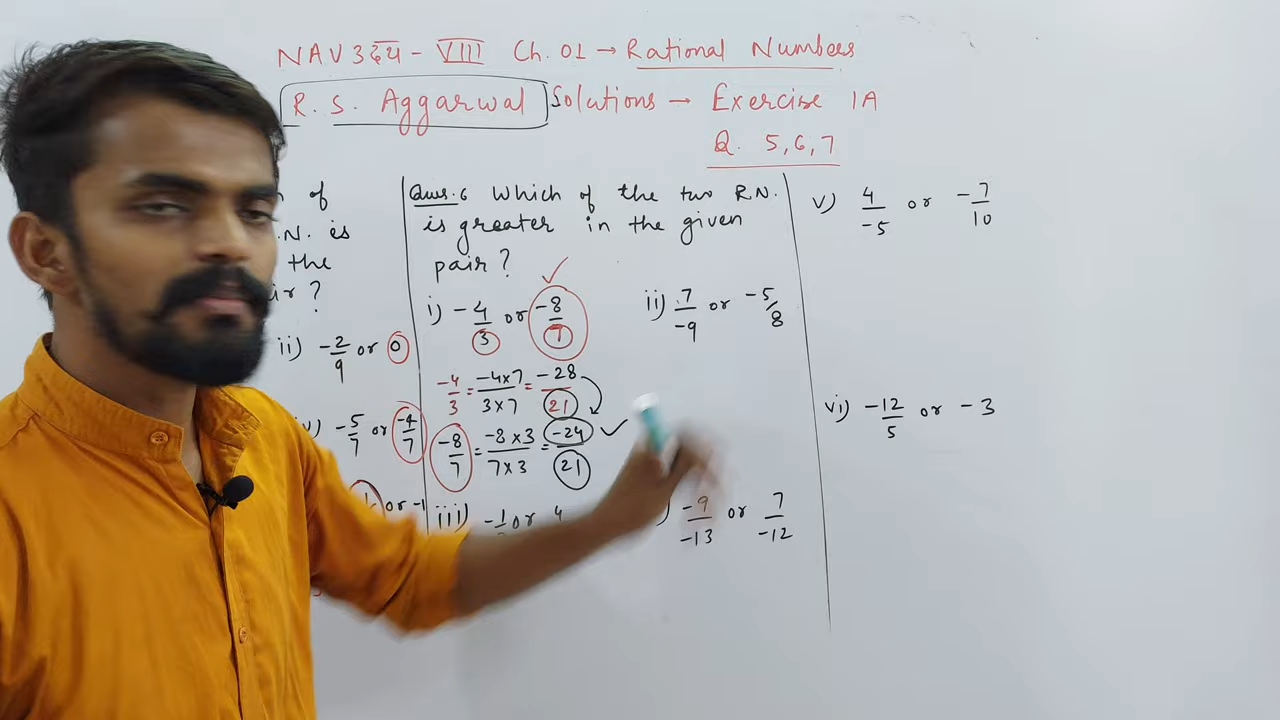 NAV उदय - VIII Ch. 01 → Rational Numbers
R. S. Aggarwal Solutions → Exercise 1A
Q. 5,6,7
of
.N. is
the
ir ?
ii) -2/9 or 0
-5/7 or -4/7
or -1
Ques.6 Which of the two R.N.
is greater in the given
pair ?
i) -4/3 or -8/7
-4/3 = -4×7/3×7 = -28/21
-8/7 = -8×3/7×3 = -24/21
iii) or 4
ii) 7/-9 or -5/8
-9/-13 or 7/-12
v) 4/-5 or -7/10
vi) -12/5 or -3